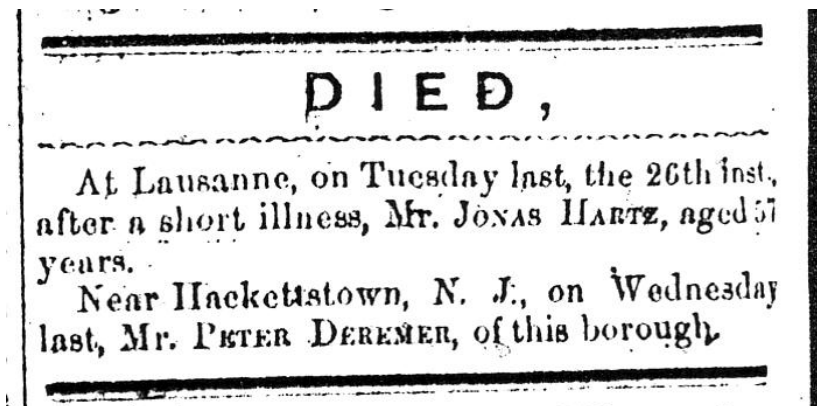 DIED,
At Lausanne, on Tuesday last, the 26th inst.,
after a short illness, Mr. JONAS HARTZ, aged 57
years.
Near Hackettstown, N. J., on Wednesday
last, Mr. PETER DEREMER, of this borough.